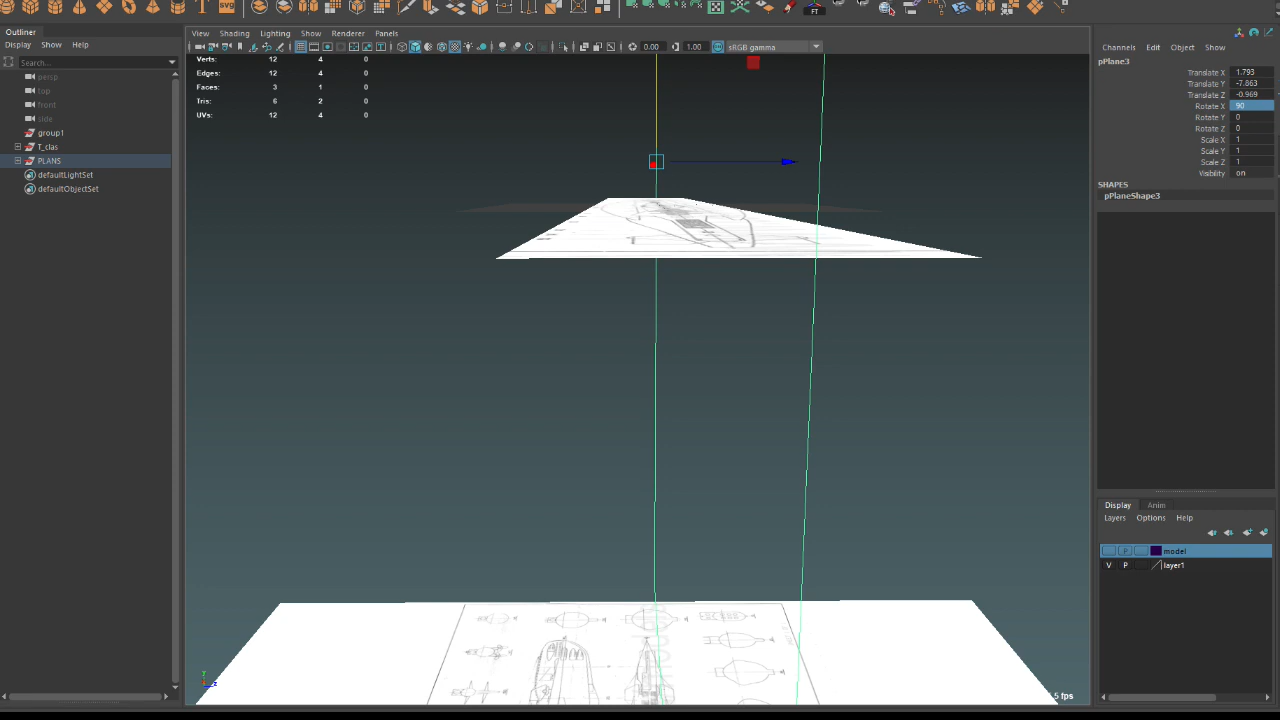 T
SVG
FT
Outliner
Display Show Help
Search...
persp
top
front
side
group1
T_clas
PLANS
defaultLightSet
defaultObjectSet
View Shading Lighting Show Renderer Panels
0.00 1.00 sRGB gamma
Verts: 12 4 0
Edges: 12 4 0
Faces: 3 1 0
Tris: 6 2 0
UVs: 12 4 0
.5 fps
Channels Edit Object Show
pPlane3
Translate X 1.793
Translate Y -7.863
Translate Z -0.969
Rotate X 90
Rotate Y 0
Rotate Z 0
Scale X 1
Scale Y 1
Scale Z 1
Visibility on
SHAPES
pPlaneShape3
Display Anim
Layers Options Help
P model
V P layer1